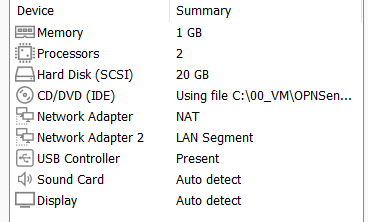 Device Summary
Memory 1 GB
Processors 2
Hard Disk (SCSI) 20 GB
CD/DVD (IDE) Using file C:\00_VM\OPNSen...
Network Adapter NAT
Network Adapter 2 LAN Segment
USB Controller Present
Sound Card Auto detect
Display Auto detect